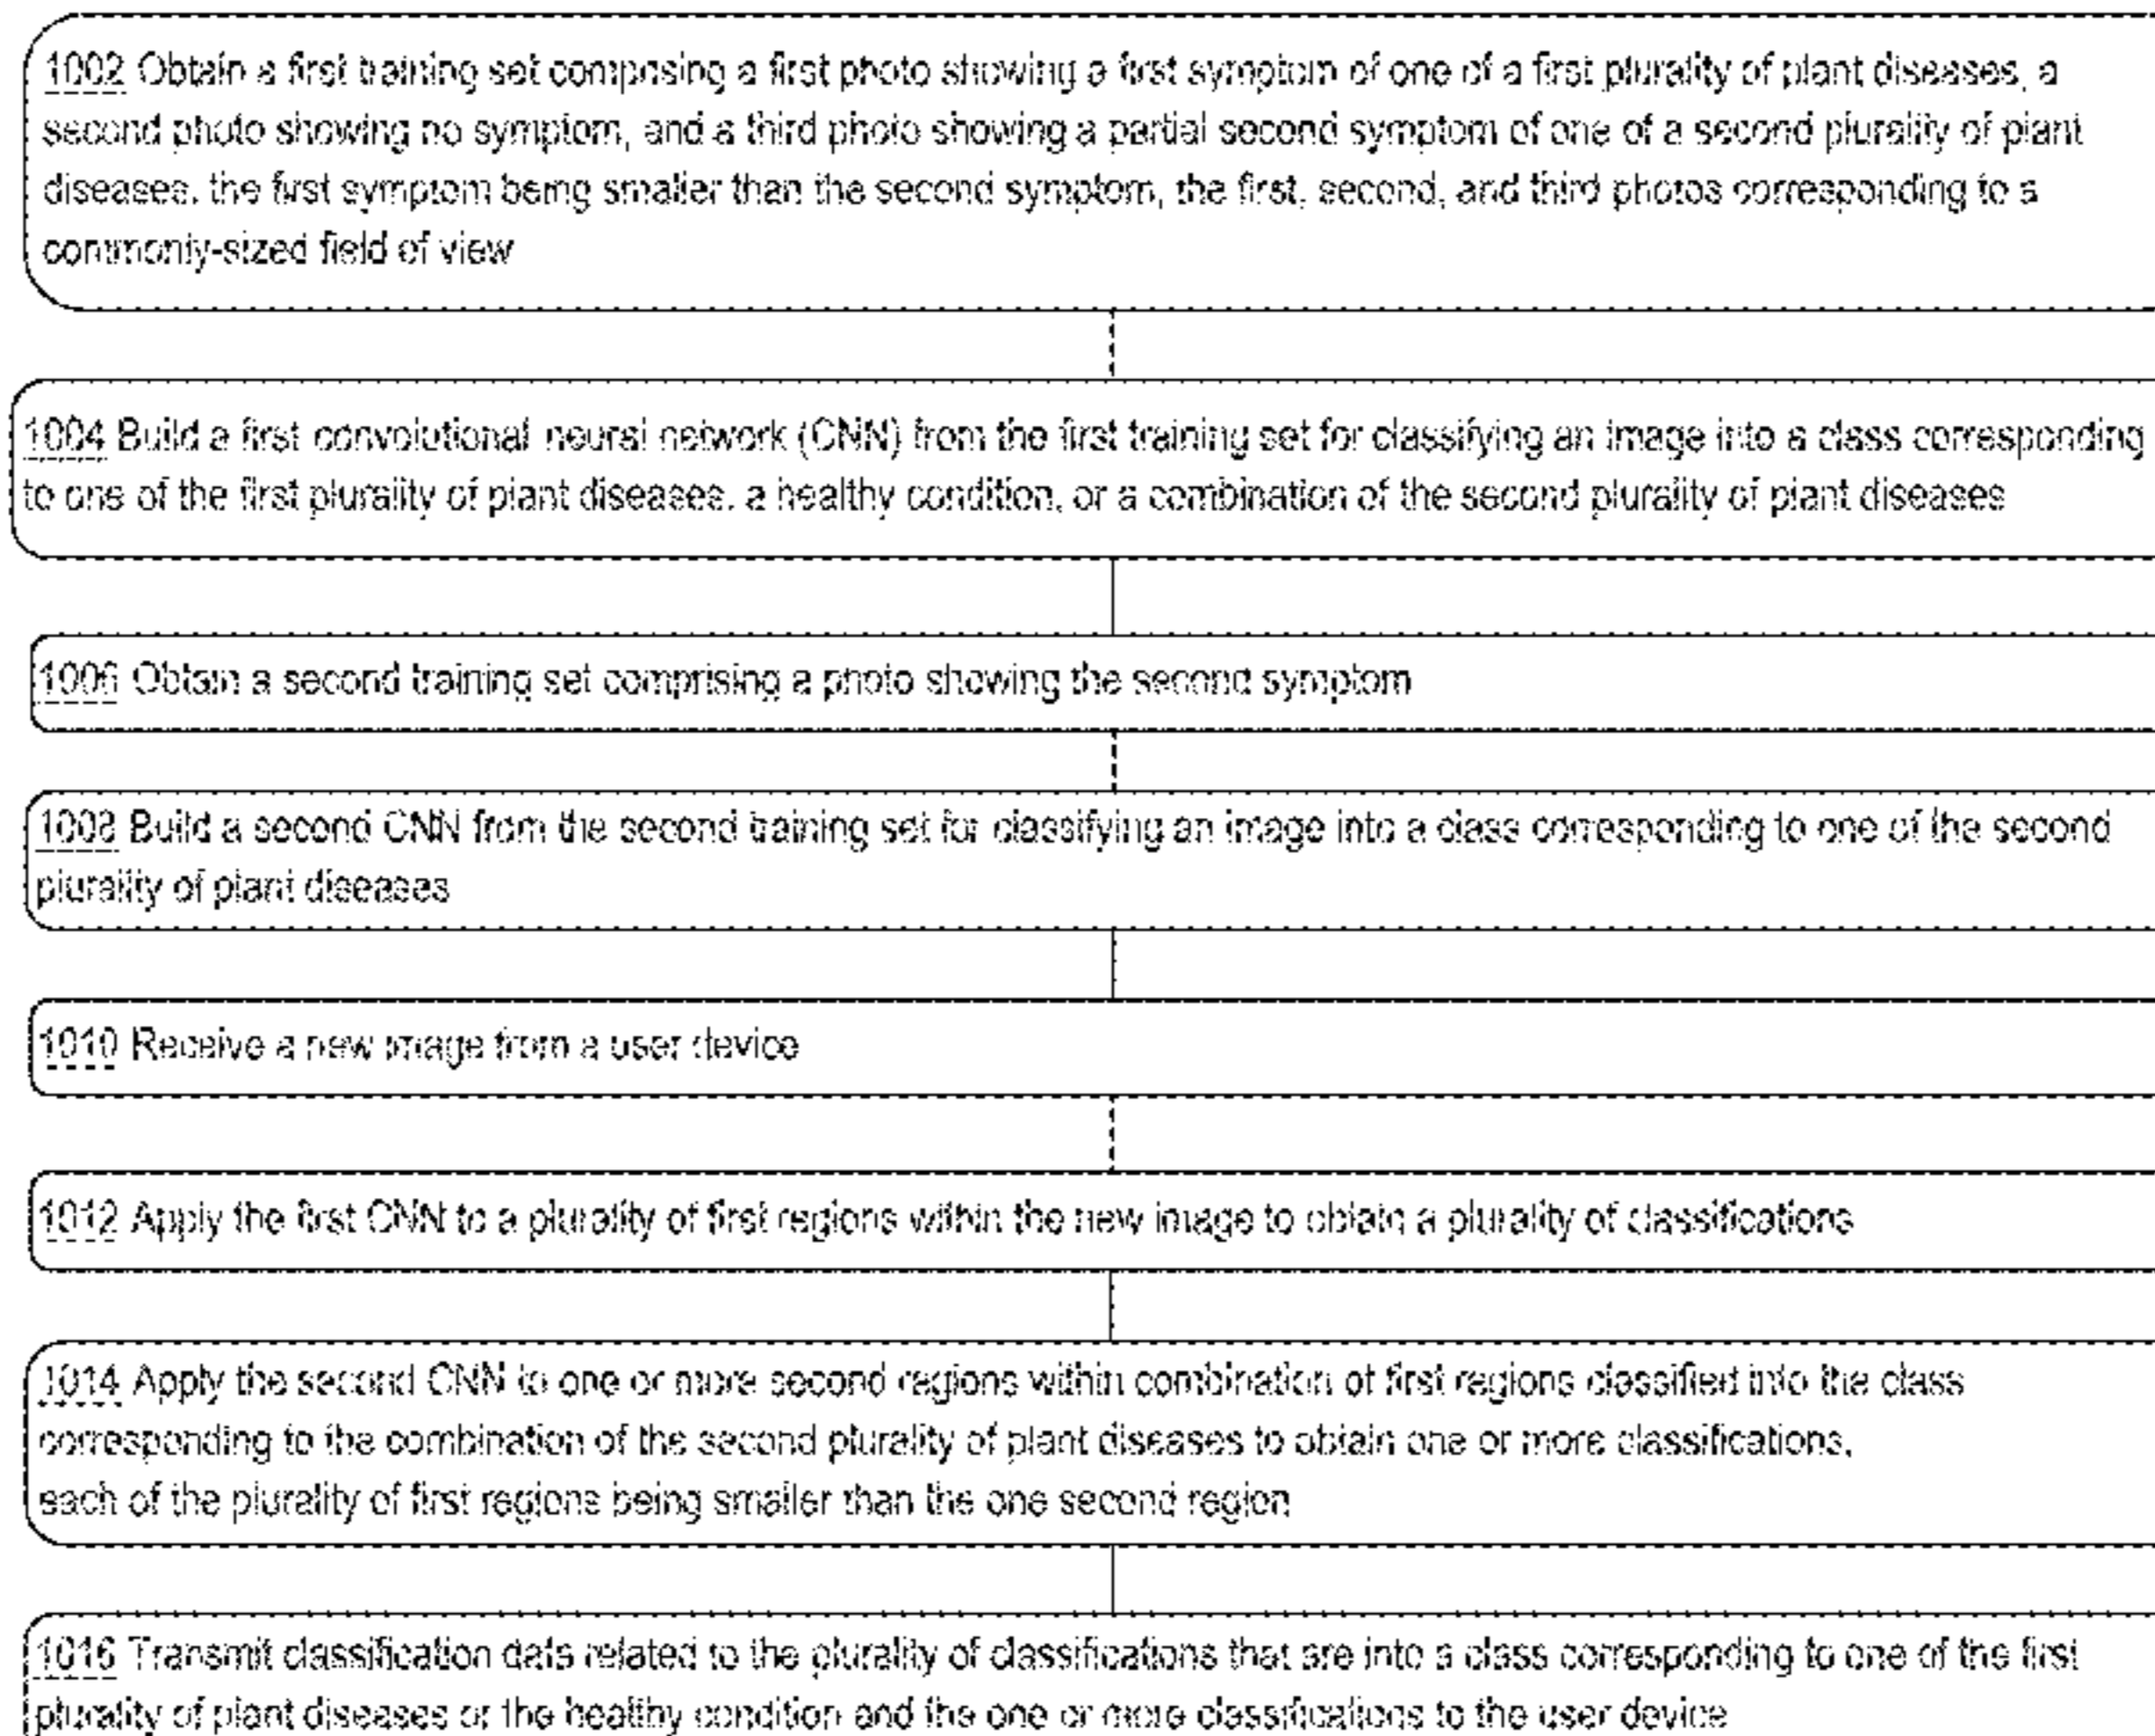 1002 Obtain a first training set comprising a first photo showing a first symptom of one of a first plurality of plant diseases, a
second photo showing no symptom, and a third photo showing a partial second symptom of one of a second plurality of plant
diseases, the first symptom being smaller than the second symptom, the first, second, and third photos corresponding to a
commonly-sized field of view
1004 Build a first convolutional neural network (CNN) from the first training set for classifying an image into a class corresponding
to one of the first plurality of plant diseases, a healthy condition, or a combination of the second plurality of plant diseases
1006 Obtain a second training set comprising a photo showing the second symptom
1008 Build a second CNN from the second training set for classifying an image into a class corresponding to one of the second
plurality of plant diseases
1010 Receive a new image from a user device
1012 Apply the first CNN to a plurality of first regions within the new image to obtain a plurality of classifications
1014 Apply the second CNN to one or more second regions within combination of first regions classified into the class
corresponding to the combination of the second plurality of plant diseases to obtain one or more classifications,
each of the plurality of first regions being smaller than the one second region
1016 Transmit classification data related to the plurality of classifications that are into a class corresponding to one of the first
plurality of plant diseases or the healthy condition and the one or more classifications to the user device